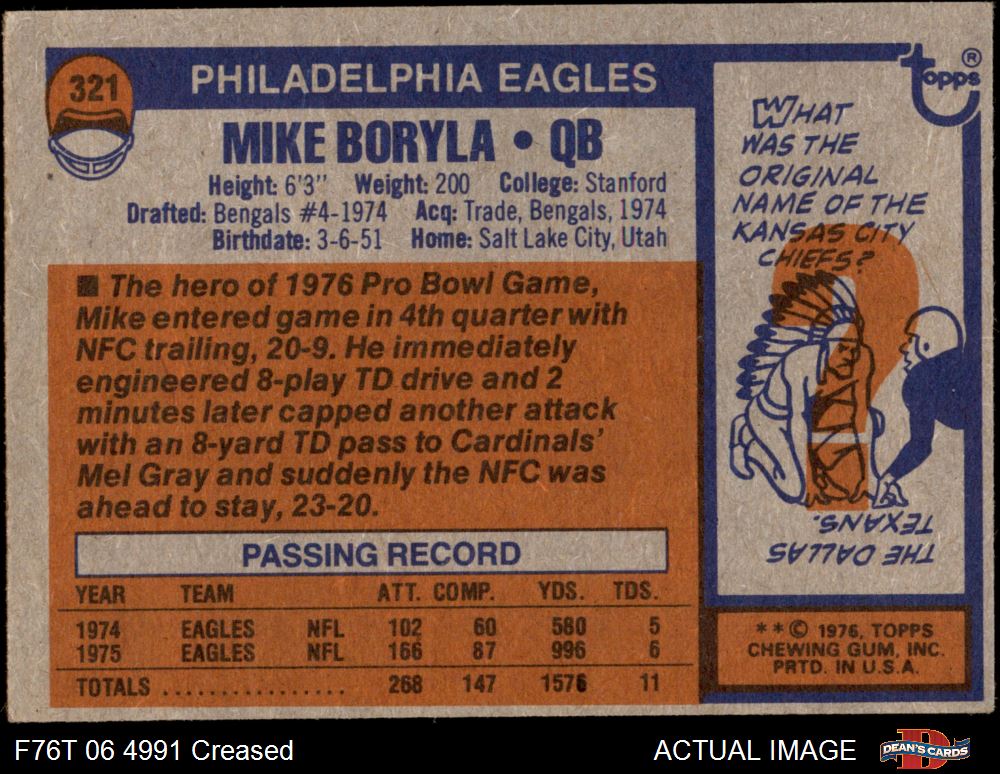 321
PHILADELPHIA EAGLES
MIKE BORYLA • QB
Height: 6'3" Weight: 200 College: Stanford
Drafted: Bengals #4-1974 Acq: Trade, Bengals, 1974
Birthdate: 3-6-51 Home: Salt Lake City, Utah
■ The hero of 1976 Pro Bowl Game,
Mike entered game in 4th quarter with
NFC trailing, 20-9. He immediately
engineered 8-play TD drive and 2
minutes later capped another attack
with an 8-yard TD pass to Cardinals'
Mel Gray and suddenly the NFC was
ahead to stay, 23-20.
PASSING RECORD
YEAR TEAM ATT. COMP. YDS. TDS.
1974 EAGLES NFL 102 60 580 5
1975 EAGLES NFL 166 87 996 6
TOTALS ................. 268 147 1576 11
topps ®
WHAT
WAS THE
ORIGINAL
NAME OF THE
KANSAS CITY
CHIEFS?
?
THE DALLAS
TEXANS.
**© 1976, TOPPS
CHEWING GUM, INC.
PRTD. IN U.S.A.
F76T 06 4991 Creased
ACTUAL IMAGE
DEAN'S CARDS